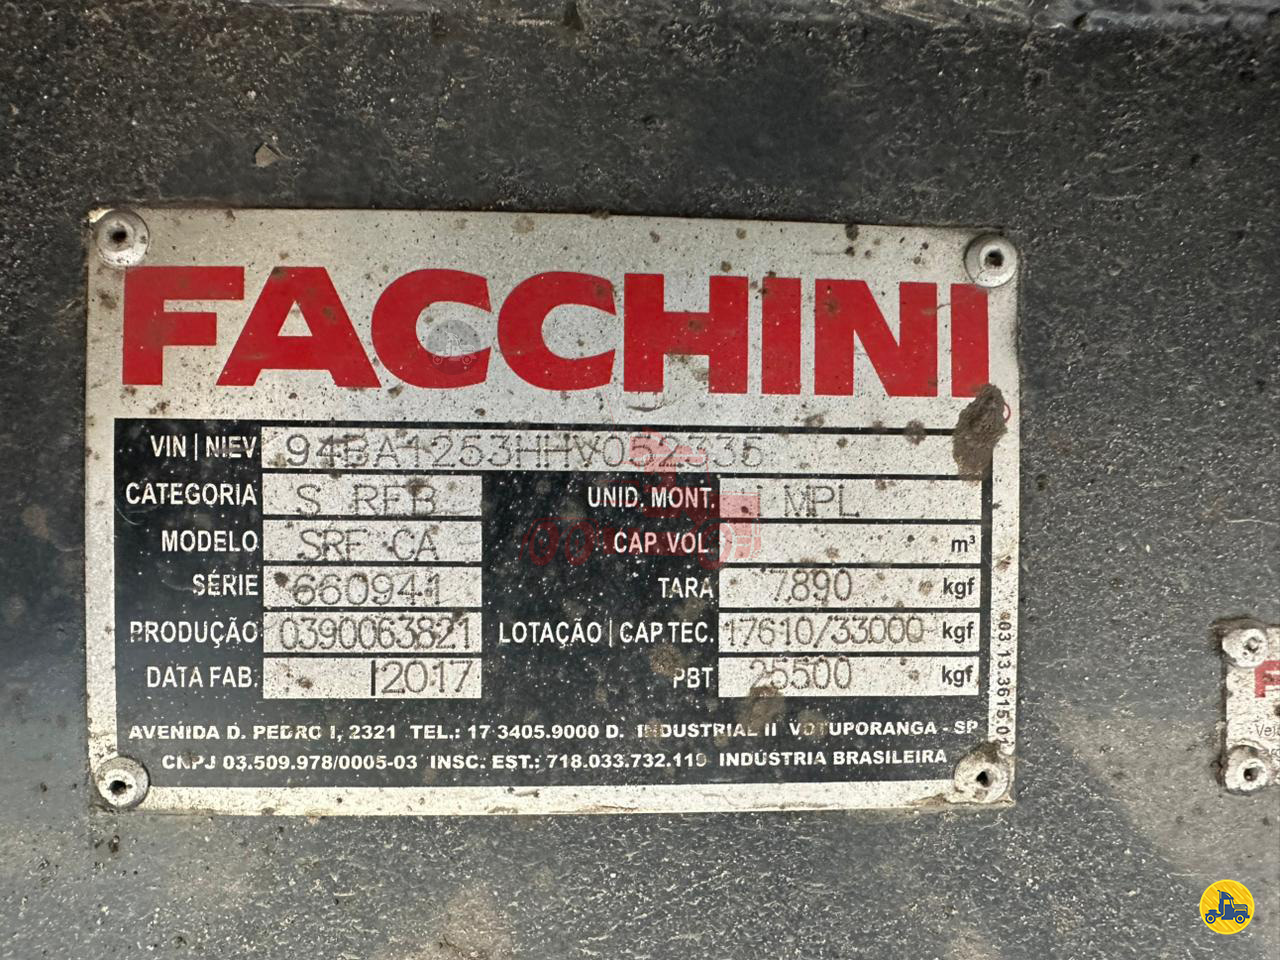 FACCHINI
VIN | NIEV 94BA1253HHV052335
CATEGORIA S REB UNID. MONT. IMPL
MODELO SRF CA CAP. VOL. m³
SÉRIE 660941 TARA 7890 kgf
PRODUÇÃO 0390063821 LOTAÇÃO | CAP.TEC. 17610/33000 kgf
DATA FAB. 2017 PBT 25500 kgf
AVENIDA D. PEDRO I, 2321 TEL.: 17 3405.9000 D. INDUSTRIAL II VOTUPORANGA - SP
CNPJ 03.509.978/0005-03 INSC. EST.: 718.033.732.119 INDÚSTRIA BRASILEIRA